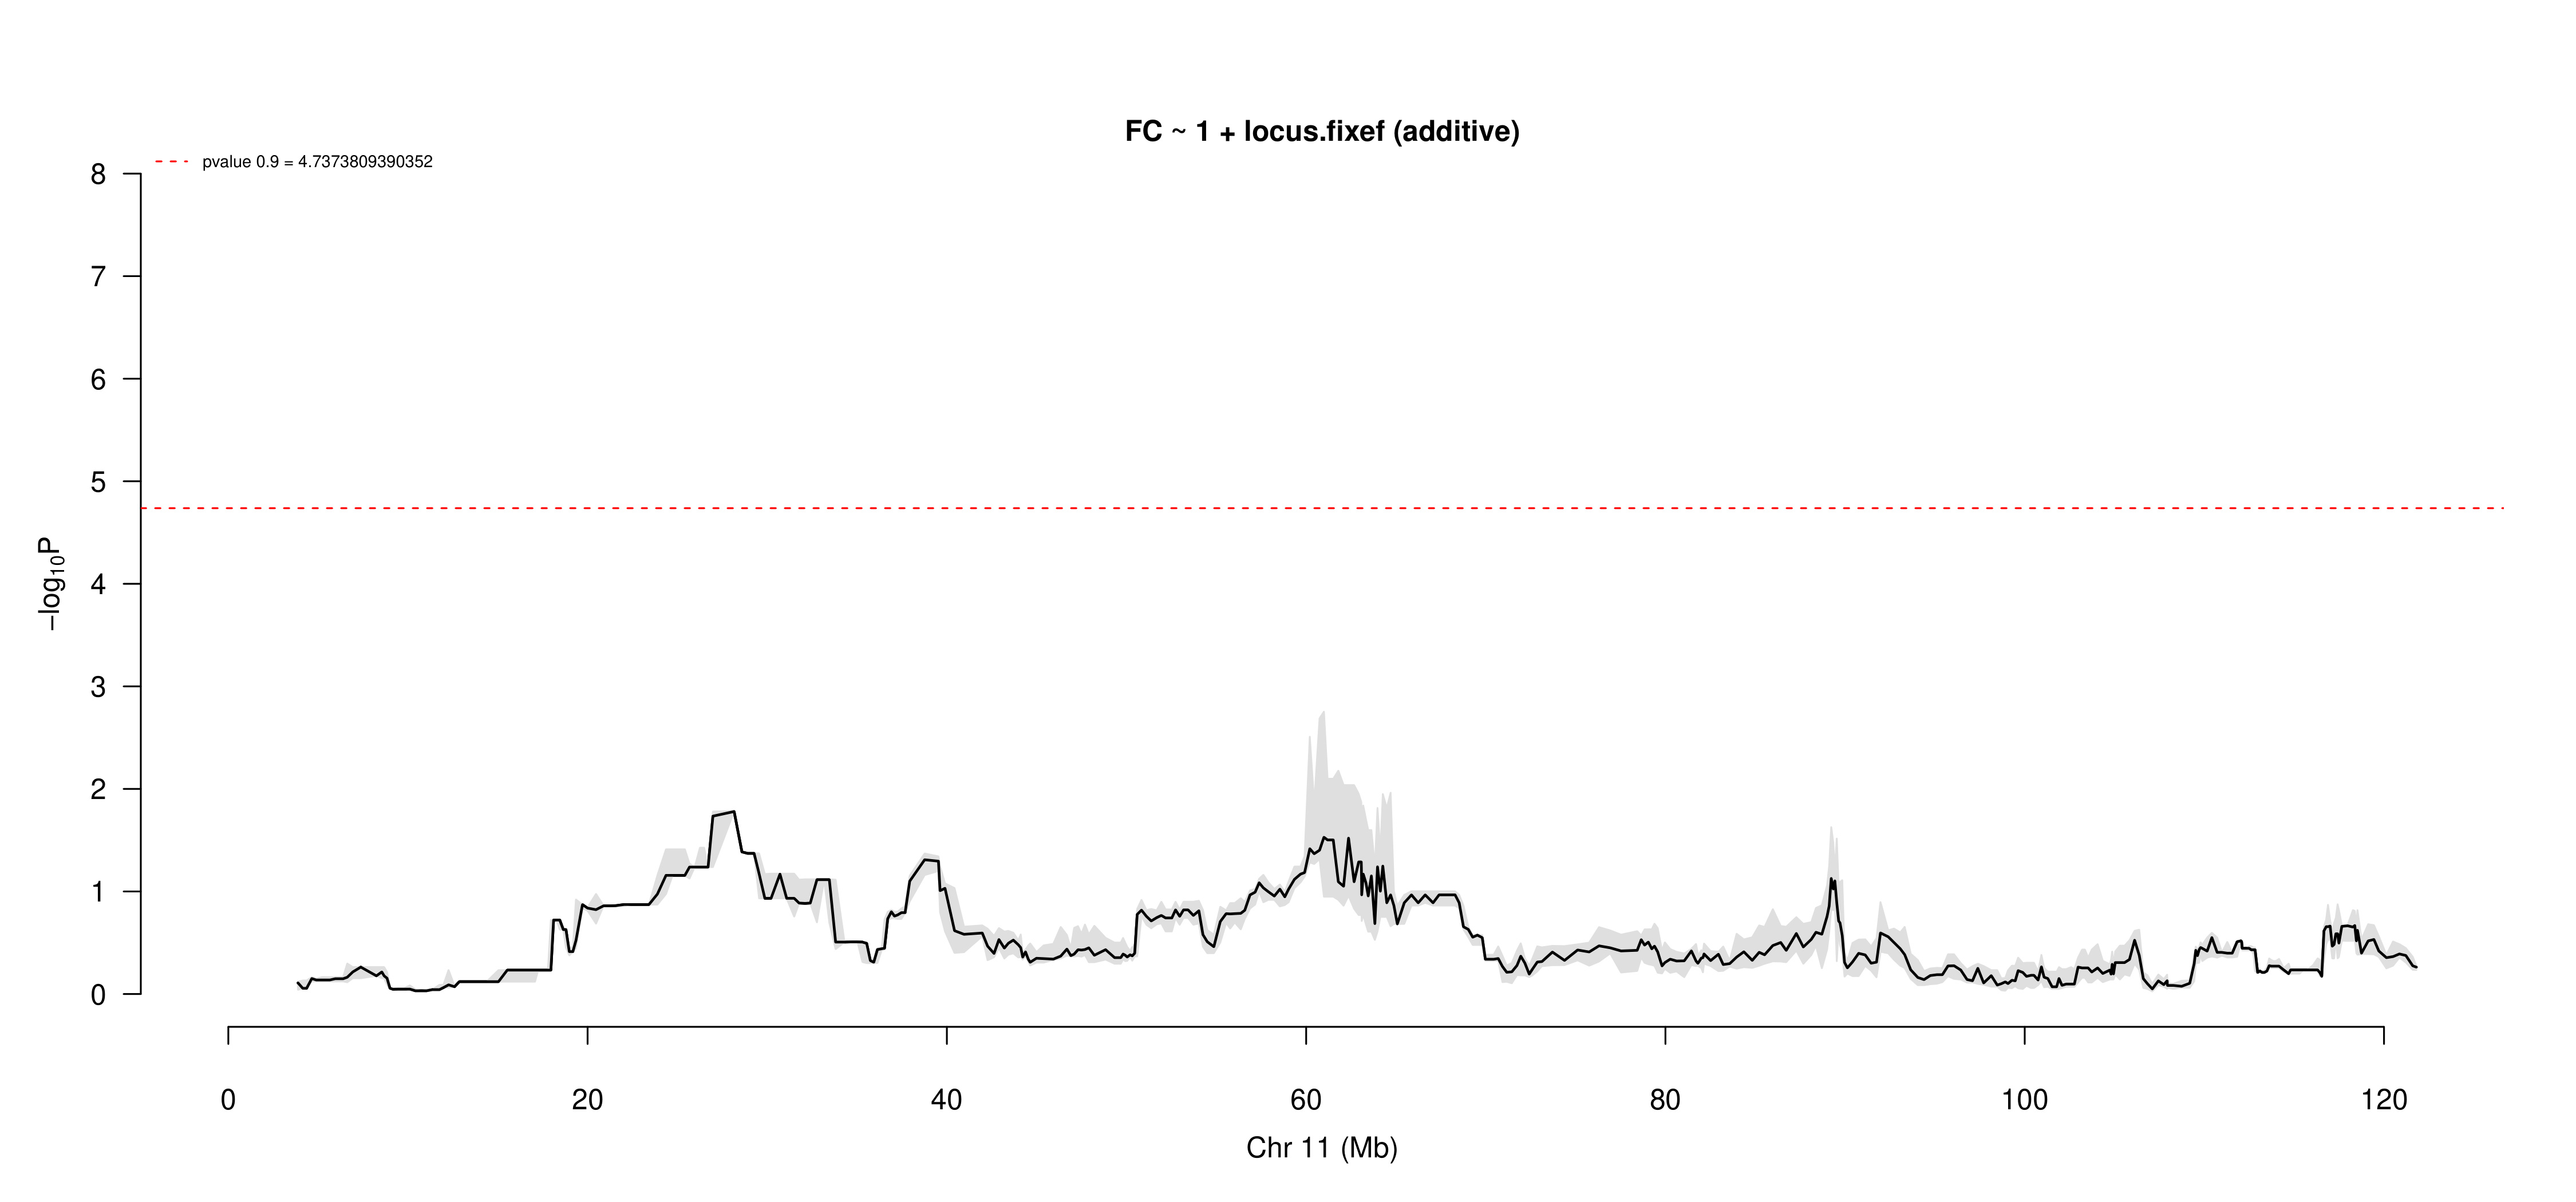 FC ~ 1 + locus.fixef (additive)
pvalue 0.9 = 4.7373809390352
8
7
6
5
4
3
2
1
0
−log10P
0 20 40 60 80 100 120
Chr 11 (Mb)